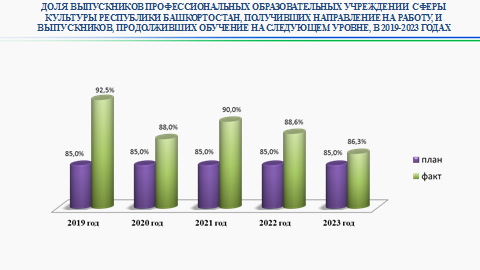 ДОЛЯ ВЫПУСКНИКОВ ПРОФЕССИОНАЛЬНЫХ ОБРАЗОВАТЕЛЬНЫХ УЧРЕЖДЕНИИ СФЕРЫ
КУЛЬТУРЫ РЕСПУБЛИКИ БАШКОРТОСТАН, ПОЛУЧИВШИХ НАПРАВЛЕНИЕ НА РАБОТУ, И
ВЫПУСКНИКОВ, ПРОДОЛЖИВШИХ ОБУЧЕНИЕ НА СЛЕДУЮЩЕМ УРОВНЕ, В 2019-2023 ГОДАХ
85,0% 92,5% 85,0% 88,0% 85,0% 90,0% 85,0% 88,6% 85,0% 86,3%
план
факт
2019 год 2020 год 2021 год 2022 год 2023 год